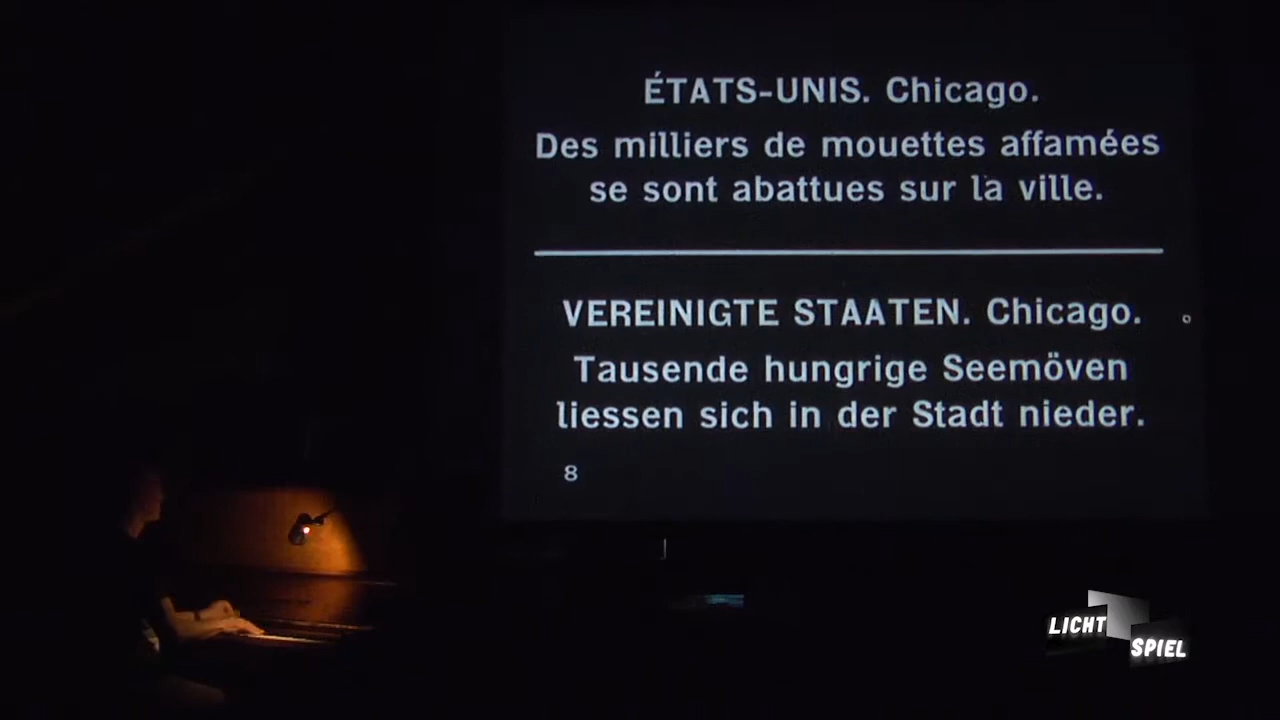 ÉTATS-UNIS. Chicago.
Des milliers de mouettes affamées
se sont abattues sur la ville.
VEREINIGTE STAATEN. Chicago.
Tausende hungrige Seemöven
liessen sich in der Stadt nieder.
8
LICHT
SPIEL